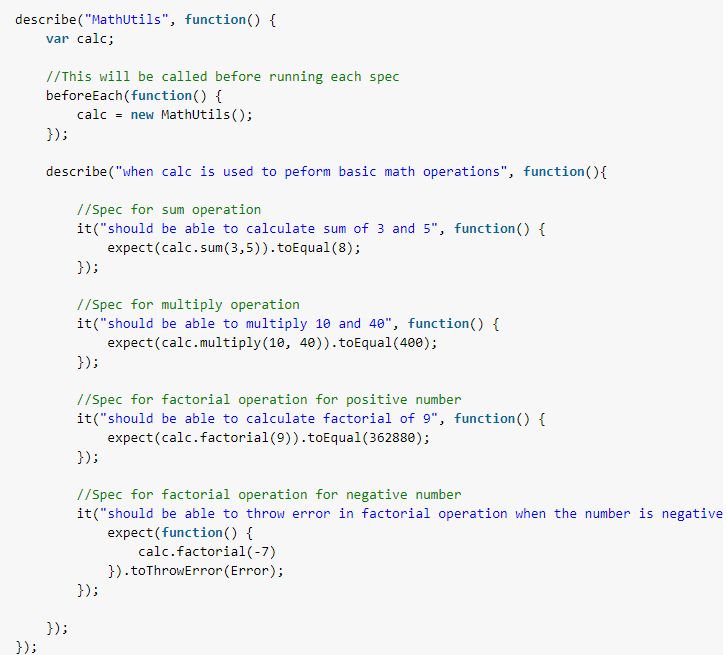 describe("MathUtils", function() {
    var calc;

    //This will be called before running each spec
    beforeEach(function() {
        calc = new MathUtils();
    });

    describe("when calc is used to peform basic math operations", function(){

        //Spec for sum operation
        it("should be able to calculate sum of 3 and 5", function() {
            expect(calc.sum(3,5)).toEqual(8);
        });

        //Spec for multiply operation
        it("should be able to multiply 10 and 40", function() {
            expect(calc.multiply(10, 40)).toEqual(400);
        });

        //Spec for factorial operation for positive number
        it("should be able to calculate factorial of 9", function() {
            expect(calc.factorial(9)).toEqual(362880);
        });

        //Spec for factorial operation for negative number
        it("should be able to throw error in factorial operation when the number is negative
            expect(function() {
                calc.factorial(-7)
            }).toThrowError(Error);
        });

    });
});